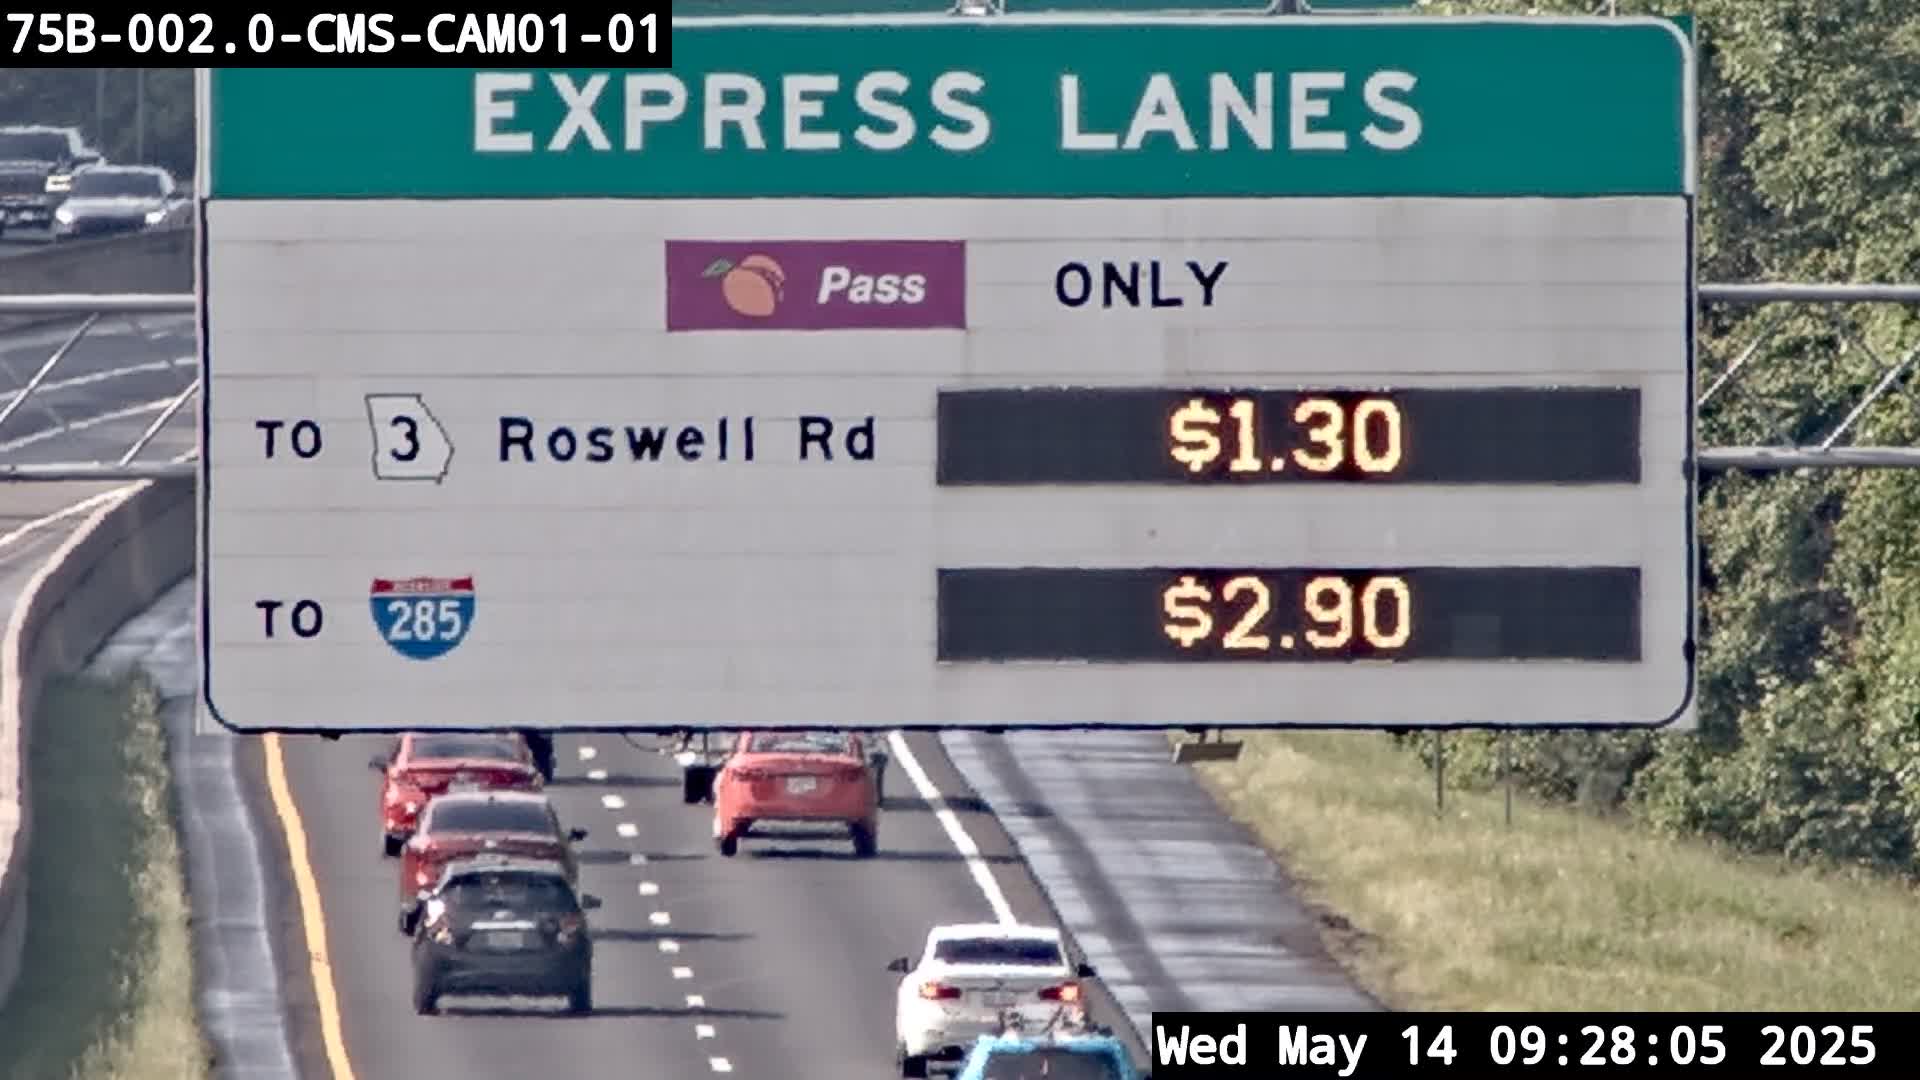 75B-002.0-CMS-CAM01-01
EXPRESS LANES
Pass ONLY
TO 3 Roswell Rd $1.30
TO 285 $2.90
Wed May 14 09:28:05 2025